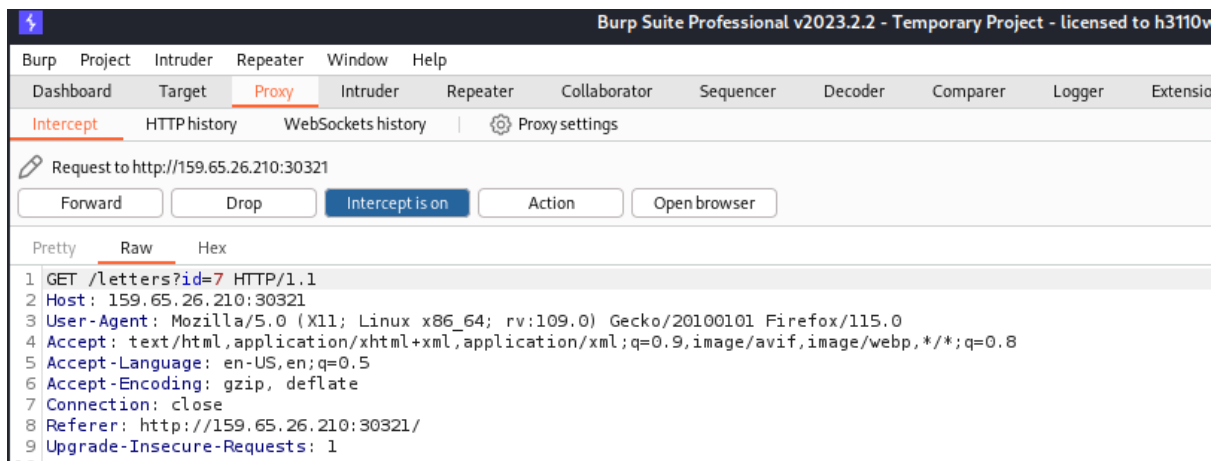 Burp Suite Professional v2023.2.2 - Temporary Project - licensed to h3110w
Burp Project Intruder Repeater Window Help
Dashboard Target Proxy Intruder Repeater Collaborator Sequencer Decoder Comparer Logger Extensio
Intercept HTTP history WebSockets history Proxy settings
Request to http://159.65.26.210:30321
Forward Drop Intercept is on Action Open browser
Pretty Raw Hex
1 GET /letters?id=7 HTTP/1.1
2 Host: 159.65.26.210:30321
3 User-Agent: Mozilla/5.0 (X11; Linux x86_64; rv:109.0) Gecko/20100101 Firefox/115.0
4 Accept: text/html,application/xhtml+xml,application/xml;q=0.9,image/avif,image/webp,*/*;q=0.8
5 Accept-Language: en-US,en;q=0.5
6 Accept-Encoding: gzip, deflate
7 Connection: close
8 Referer: http://159.65.26.210:30321/
9 Upgrade-Insecure-Requests: 1